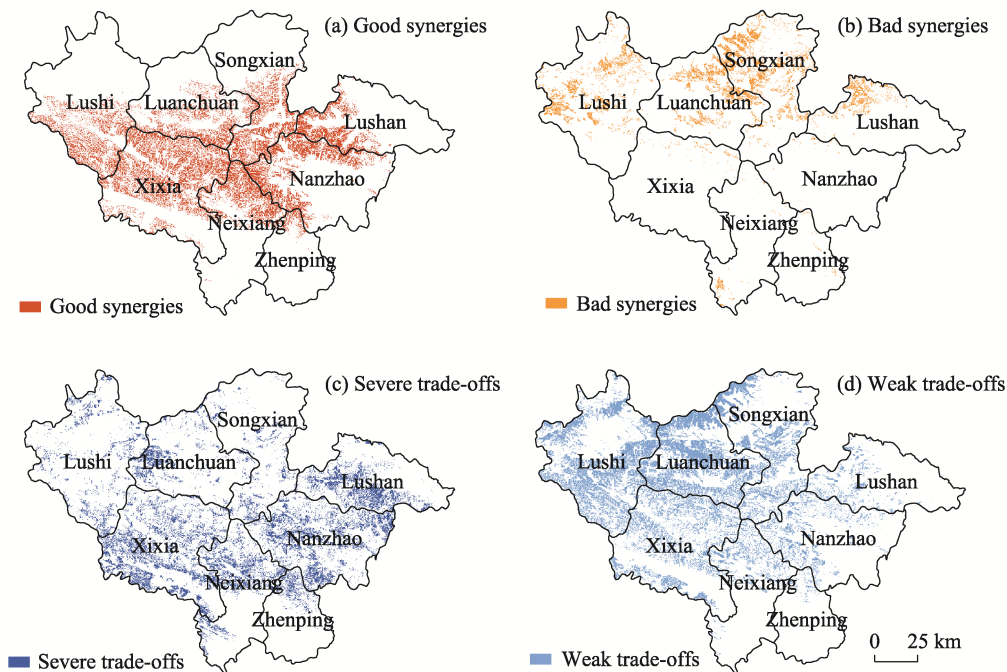 (a) Good synergies
Songxian
Lushi
Luanchuan
Lushan
Xixia
Nanzhao
Neixiang
Zhenping
Good synergies
(b) Bad synergies
Songxian
Lushi
Luanchuan
Lushan
Xixia
Nanzhao
Neixiang
Zhenping
Bad synergies
(c) Severe trade-offs
Songxian
Lushi
Luanchuan
Lushan
Xixia
Nanzhao
Neixiang
Zhenping
Severe trade-offs
(d) Weak trade-offs
Songxian
Lushi
Luanchuan
Lushan
Xixia
Nanzhao
Neixiang
Zhenping
0 25 km
Weak trade-offs